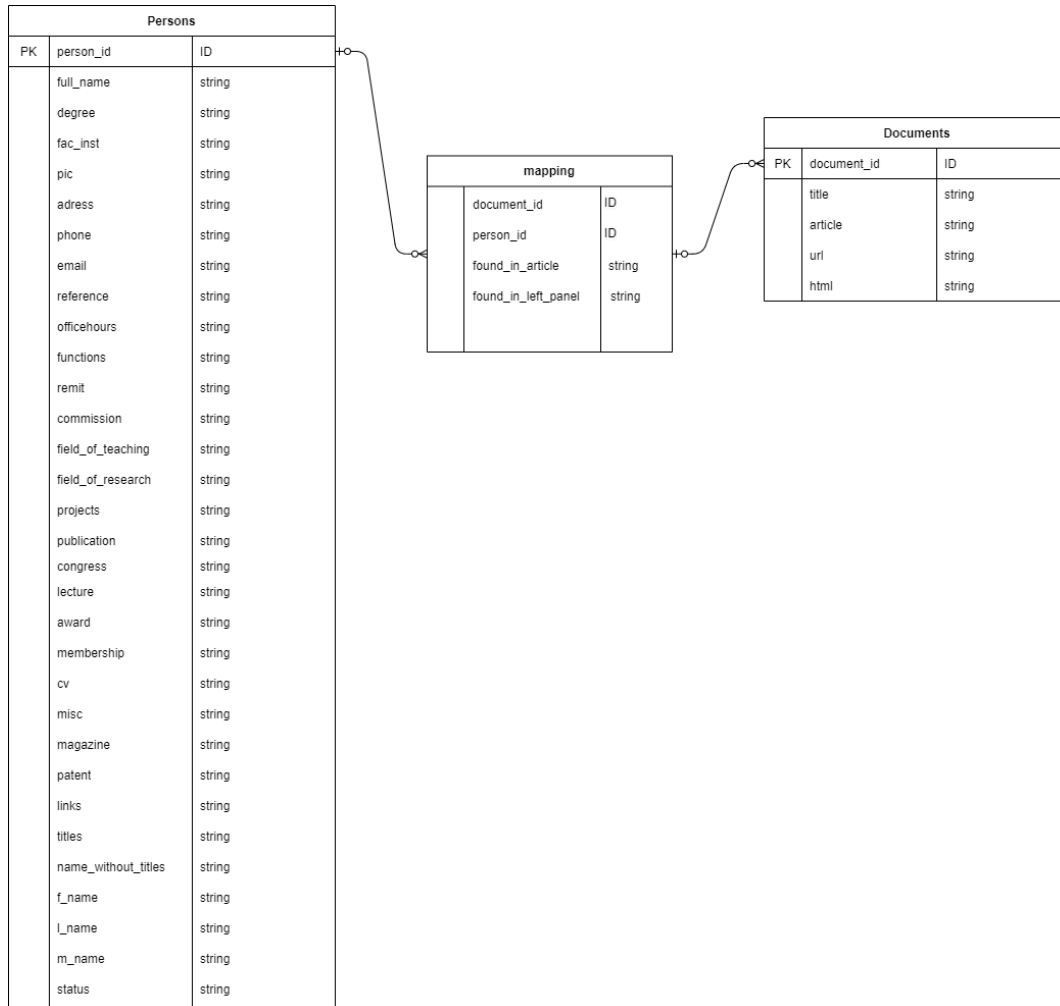 Persons
PK person_id ID
full_name string
degree string
fac_inst string
pic string
adress string
phone string
email string
reference string
officehours string
functions string
remit string
commission string
field_of_teaching string
field_of_research string
projects string
publication string
congress string
lecture string
award string
membership string
cv string
misc string
magazine string
patent string
links string
titles string
name_without_titles string
f_name string
l_name string
m_name string
status string
mapping
document_id ID
person_id ID
found_in_article string
found_in_left_panel string
Documents
PK document_id ID
title string
article string
url string
html string